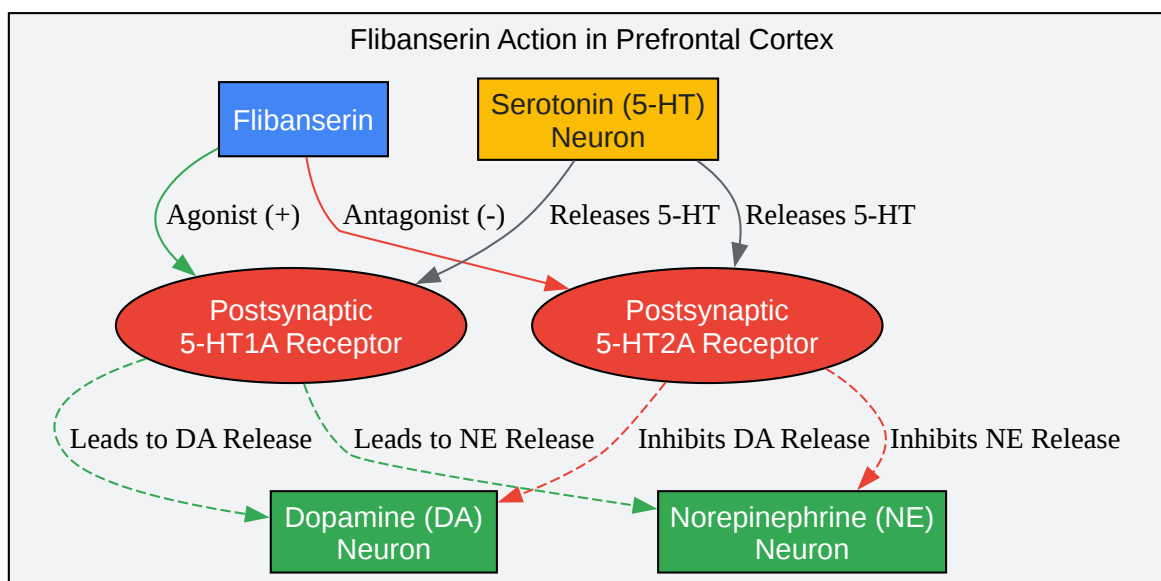 Flibanserin Action in Prefrontal Cortex
Flibanserin
Serotonin (5-HT)
Neuron
Agonist (+)
Antagonist (-)
Releases 5-HT
Releases 5-HT
Postsynaptic
5-HT1A Receptor
Postsynaptic
5-HT2A Receptor
Leads to DA Release
Leads to NE Release
Inhibits DA Release
Inhibits NE Release
Dopamine (DA)
Neuron
Norepinephrine (NE)
Neuron